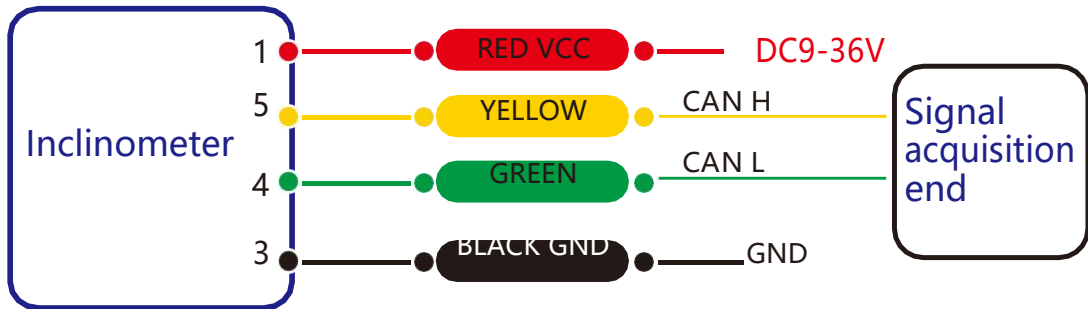 1 RED VCC DC9-36V
5 YELLOW CAN H
Inclinometer
Signal
acquisition
end
4 GREEN CAN L
3 BLACK GND GND